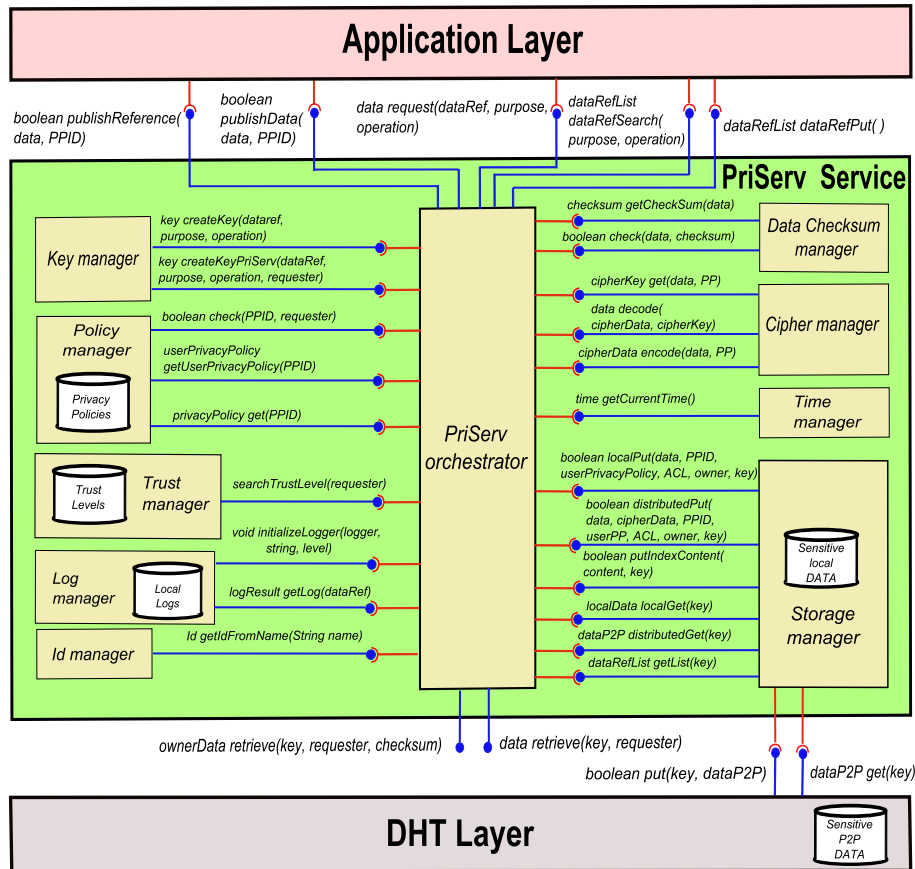 Application Layer
boolean publishReference(
data, PPID)
boolean
publishData(
data, PPID)
data request(dataRef, purpose,
operation)
dataRefList
dataRefSearch(
purpose, operation)
dataRefList dataRefPut( )
PriServ Service
Key manager
key createKey(dataref,
purpose, operation)
key createKeyPriServ(dataRef,
purpose, operation, requester)
Policy
manager
Privacy
Policies
boolean check(PPID, requester)
userPrivacyPolicy
getUserPrivacyPolicy(PPID)
privacyPolicy get(PPID)
Trust
manager
Trust
Levels
searchTrustLevel(requester)
Log
manager
Local
Logs
void initializeLogger(logger,
string, level)
logResult getLog(dataRef)
Id manager
Id getIdFromName(String name)
PriServ
orchestrator
checksum getCheckSum(data)
boolean check(data, checksum)
Data Checksum
manager
cipherKey get(data, PP)
data decode(
cipherData, cipherKey)
cipherData encode(data, PP)
Cipher manager
time getCurrentTime()
Time
manager
boolean localPut(data, PPID,
userPrivacyPolicy, ACL, owner, key)
boolean distributedPut(
data, cipherData, PPID,
userPP, ACL, owner, key)
boolean putIndexContent(
content, key)
localData localGet(key)
dataP2P distributedGet(key)
dataRefList getList(key)
Sensitive
local
DATA
Storage
manager
ownerData retrieve(key, requester, checksum)
data retrieve(key, requester)
boolean put(key, dataP2P)
dataP2P get(key)
DHT Layer
Sensitive
P2P
DATA